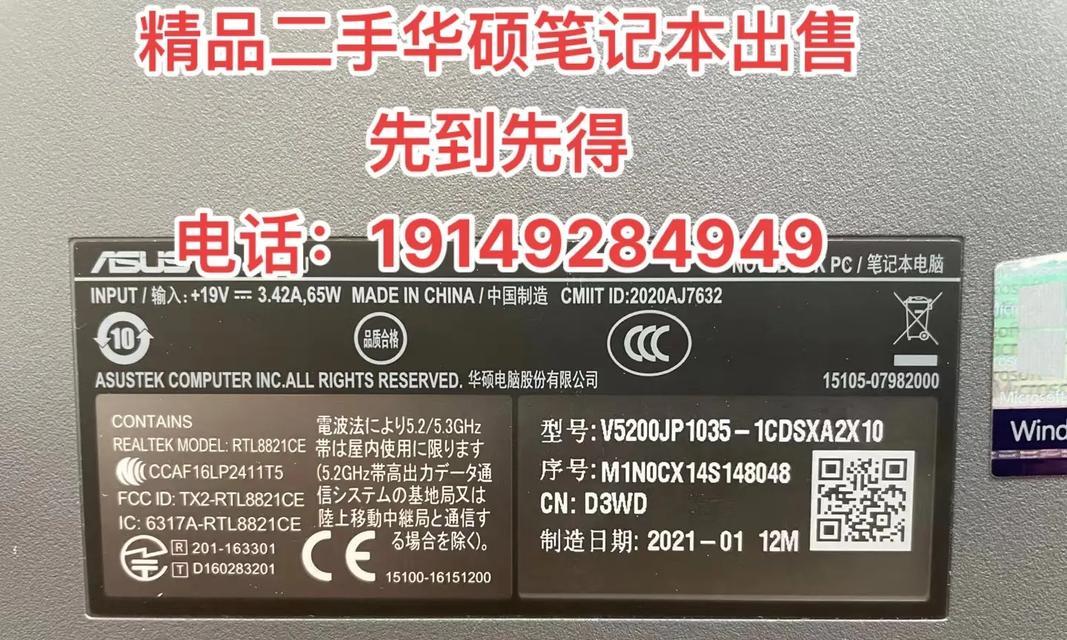 精品二手华硕笔记本出售
先到先得
电话：19149284949
ASUS
NOTEBOOK PC / 笔记本电脑
INPUT / 输入: +19V ⎓ 3.42A,65W MADE IN CHINA / 中国制造 CMIIT ID:2020AJ7632
10
品质合格
CCC
ASUSTEK COMPUTER INC.ALL RIGHTS RESERVED. 华硕电脑股份有限公司
15105-07982000
CONTAINS
REALTEK MODEL: RTL8821CE
CCAF16LP2411T5
FCC ID: TX2-RTL8821CE
IC: 6317A-RTL8821CE
R 201-163301
T D160283201
電波法により5.2/5.3GHz
帯は屋内使用に限ります
(5.2GHz帯高出力データ通
信システムの基地局又は
陸上移動中継局と通信す
る場合を除く)。
CE
15100-16151200
型号: V5200JP1035-1CDSXA2X10
序号: M1N0CX14S148048
CN: D3WD
制造日期: 2021-01 12M
Microsoft
Wind